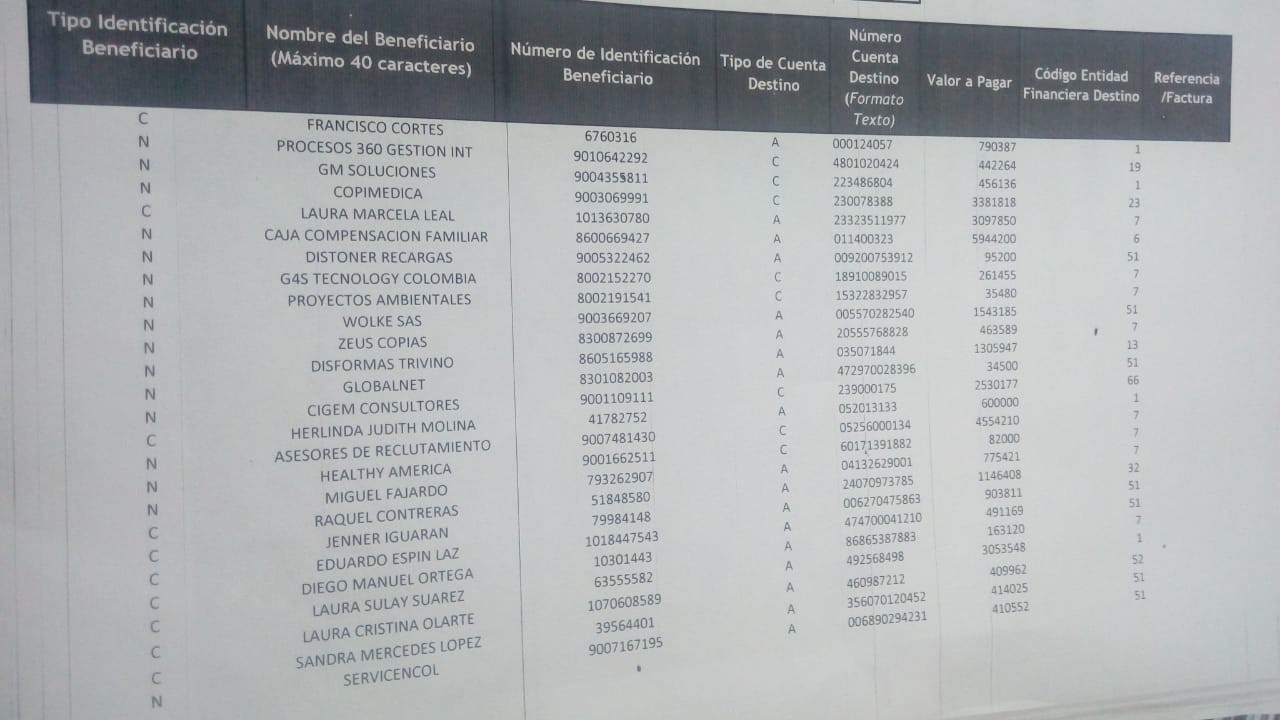 Tipo Identificación Beneficiario Nombre del Beneficiario (Máximo 40 caracteres) Número de Identificación Beneficiario Tipo de Cuenta Destino Número Cuenta Destino (Formato Texto) Valor a Pagar Código Entidad Financiera Destino Referencia /Factura
C FRANCISCO CORTES 6760316 A 000124057 790387 1
N PROCESOS 360 GESTION INT 9010642292 C 4801020424 442264 19
N GM SOLUCIONES 9004355811 C 223486804 456136 1
N COPIMEDICA 9003069991 C 230078388 3381818 23
C LAURA MARCELA LEAL 1013630780 A 23323511977 3097850 7
N CAJA COMPENSACION FAMILIAR 8600669427 A 011400323 5944200 6
N DISTONER RECARGAS 9005322462 A 009200753912 95200 51
N G4S TECNOLOGY COLOMBIA 8002152270 C 18910089015 261455 7
N PROYECTOS AMBIENTALES 8002191541 C 15322832957 35480 7
N WOLKE SAS 9003669207 A 005570282540 1543185 51
N ZEUS COPIAS 8300872699 A 20555768828 463589 7
N DISFORMAS TRIVINO 8605165988 A 035071844 1305947 13
N GLOBALNET 8301082003 A 472970028396 34500 51
N CIGEM CONSULTORES 9001109111 C 239000175 2530177 66
C HERLINDA JUDITH MOLINA 41782752 A 052013133 600000 1
N ASESORES DE RECLUTAMIENTO 9007481430 C 05256000134 4554210 7
N HEALTHY AMERICA 9001662511 C 60171391882 82000 7
N MIGUEL FAJARDO 793262907 A 04132629001 775421 7
C RAQUEL CONTRERAS 51848580 A 24070973785 1146408 32
C JENNER IGUARAN 79984148 A 006270475863 903811 51
C EDUARDO ESPIN LAZ 1018447543 A 474700041210 491169 51
C DIEGO MANUEL ORTEGA 10301443 A 86865387883 163120 7
C LAURA SULAY SUAREZ 63555582 A 492568498 3053548 1
C LAURA CRISTINA OLARTE 1070608589 A 460987212 409962 52
C SANDRA MERCEDES LOPEZ 39564401 A 356070120452 414025 51
N SERVICENCOL 9007167195 A 006890294231 410552 51